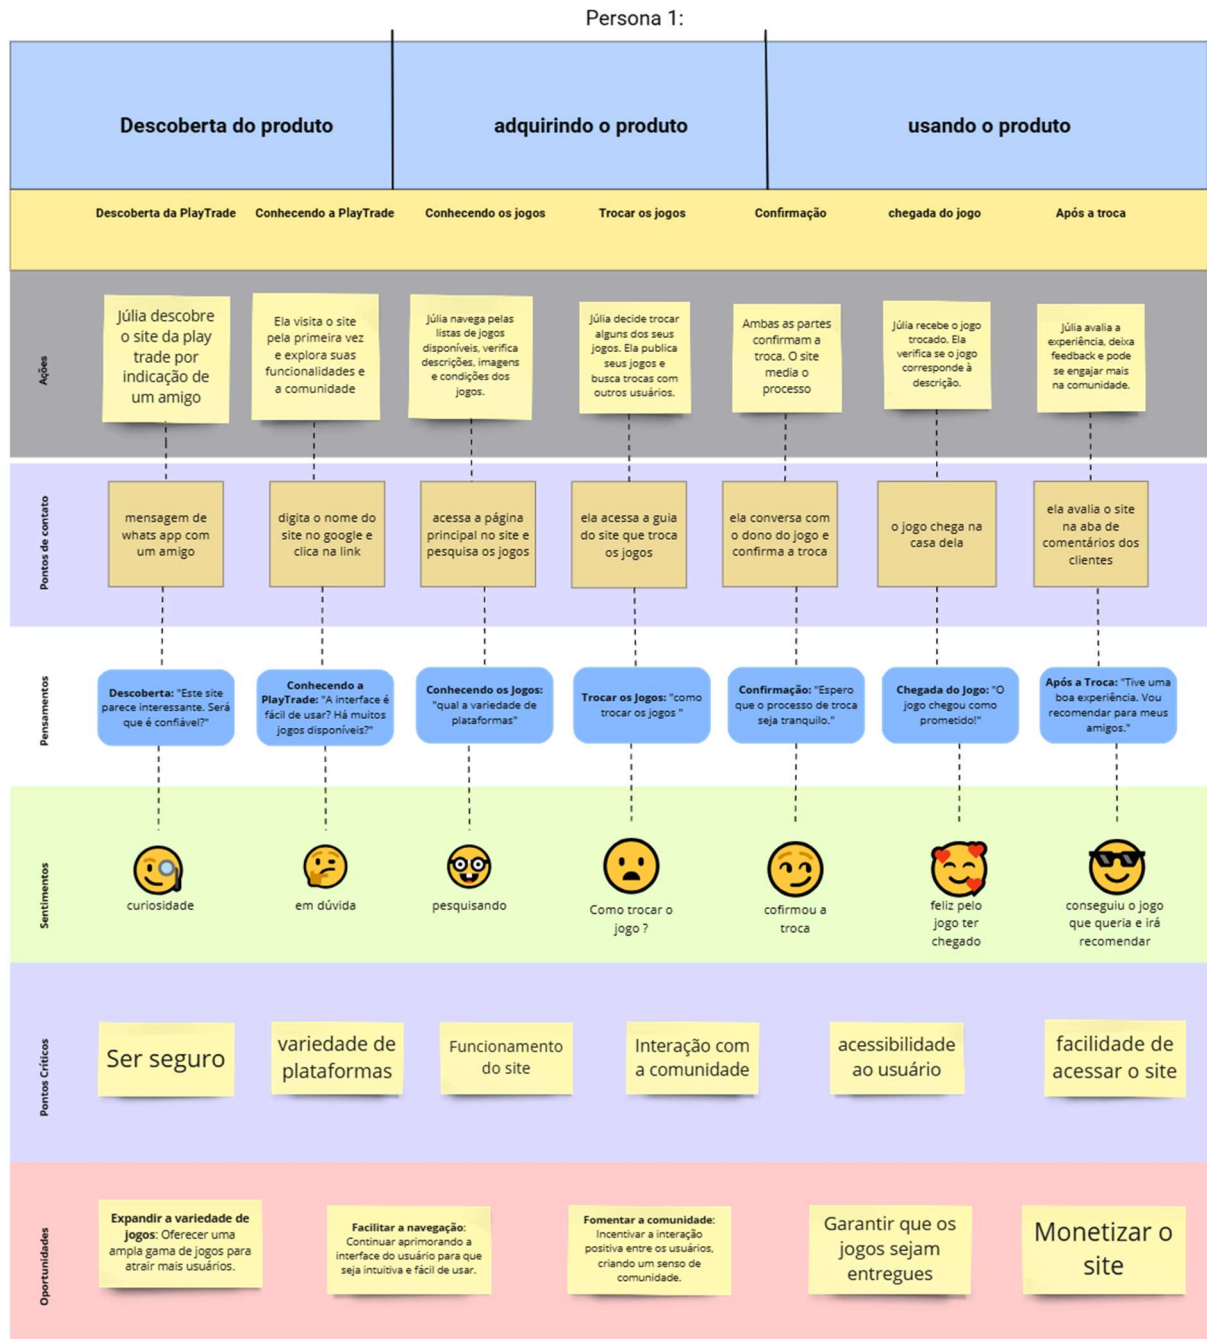 Persona 1:
Descoberta do produto
adquirindo o produto
usando o produto
Descoberta da PlayTrade
Conhecendo a PlayTrade
Conhecendo os jogos
Trocar os jogos
Confirmação
chegada do jogo
Após a troca
Ações
Júlia descobre
o site da play
trade por
indicação de
um amigo
Ela visita o site
pela primeira vez
e explora suas
funcionalidades e
a comunidade
Júlia navega pelas
listas de jogos
disponíveis, verifica
descrições, imagens
e condições dos
jogos.
Júlia decide trocar
alguns dos seus
jogos. Ela publica
seus jogos e
busca trocas com
outros usuários.
Ambas as partes
confirmam a
troca. O site
media o
processo
Júlia recebe o jogo
trocado. Ela
verifica se o jogo
corresponde à
descrição.
Júlia avalia a
experiência, deixa
feedback e pode
se engajar mais
na comunidade.
Pontos de contato
mensagem de
whats app com
um amigo
digita o nome do
site no google e
clica na link
acessa a página
principal no site e
pesquisa os jogos
ela acessa a guia
do site que troca
os jogos
ela conversa com
o dono do jogo e
confirma a troca
o jogo chega na
casa dela
ela avalia o site
na aba de
comentários dos
clientes
Pensamentos
Descoberta: "Este site
parece interessante. Será
que é confiável?"
Conhecendo a
PlayTrade: "A interface é
fácil de usar? Há muitos
jogos disponíveis?"
Conhecendo os Jogos:
"qual a variedade de
plataformas"
Trocar os Jogos: "como
trocar os jogos "
Confirmação: "Espero
que o processo de troca
seja tranquilo."
Chegada do Jogo: "O
jogo chegou como
prometido!"
Após a Troca: "Tive uma
boa experiência. Vou
recomendar para meus
amigos."
Sentimentos
curiosidade
em dúvida
pesquisando
Como trocar o
jogo ?
cofirmou a
troca
feliz pelo
jogo ter
chegado
conseguiu o jogo
que queria e irá
recomendar
Pontos Críticos
Ser seguro
variedade de
plataformas
Funcionamento
do site
Interação com
a comunidade
acessibilidade
ao usuário
facilidade de
acessar o site
Oportunidades
Expandir a variedade de
jogos: Oferecer uma
ampla gama de jogos para
atrair mais usuários.
Facilitar a navegação:
Continuar aprimorando a
interface do usuário para que
seja intuitiva e fácil de usar.
Fomentar a comunidade:
Incentivar a interação
positiva entre os usuários,
criando um senso de
comunidade.
Garantir que os
jogos sejam
entregues
Monetizar o
site